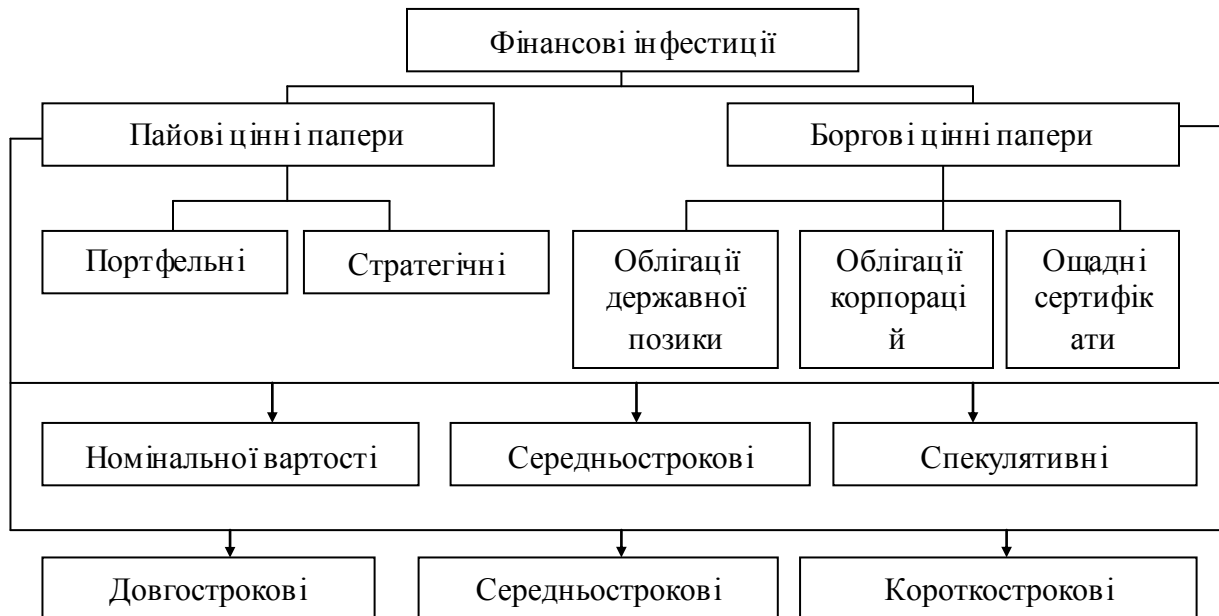 Фінансові інфестиції
Пайові цінні папери
Боргові цінні папери
Портфельні
Стратегічні
Облігації
державної
позики
Облігації
корпораці
й
Ощадні
сертифік
ати
Номінальної вартості
Середньострокові
Спекулятивні
Довгострокові
Середньострокові
Короткострокові